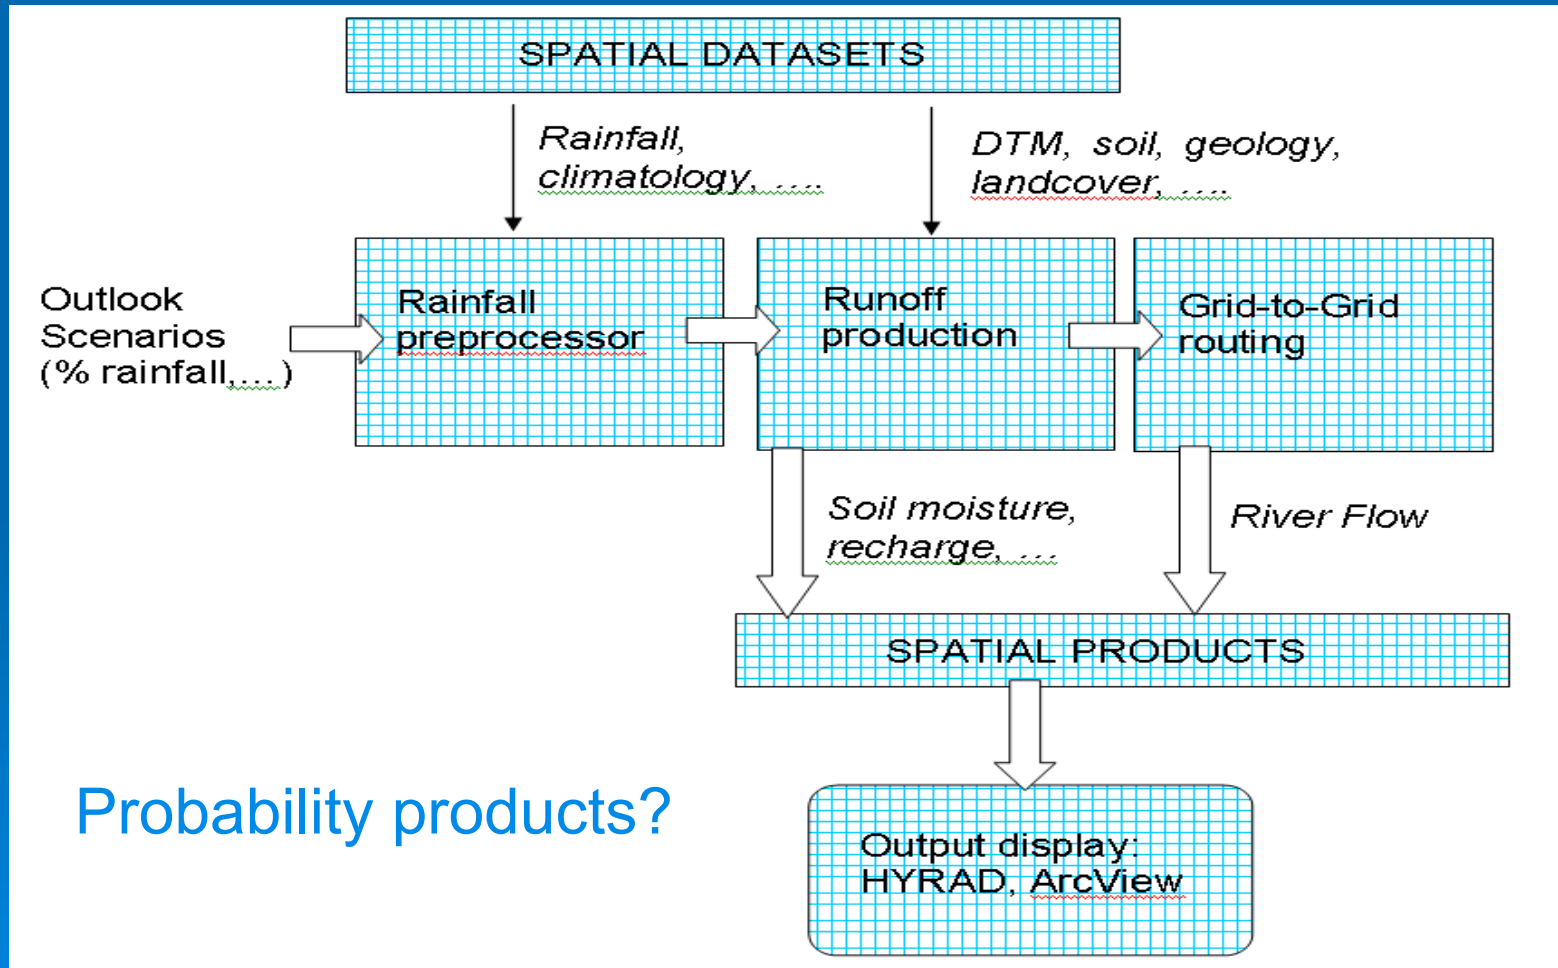 SPATIAL DATASETS
Rainfall,
climatology, ....
DTM, soil, geology,
landcover, ....
Outlook
Scenarios
(% rainfall,... )
Rainfall
preprocessor
Runoff
production
Grid-to-Grid
routing
Soil moisture,
recharge, ...
River Flow
SPATIAL PRODUCTS
Probability products?
Output display:
HYRAD, ArcView